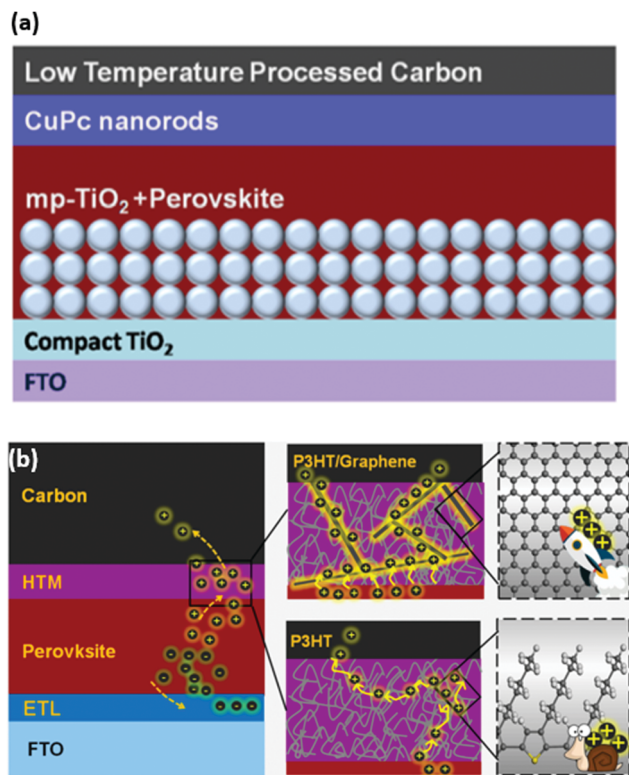 (a)
Low Temperature Processed Carbon
CuPc nanorods
mp-TiO₂+Perovskite
Compact TiO₂
FTO
(b)
Carbon
HTM
Perovksite
ETL
FTO
P3HT/Graphene
P3HT